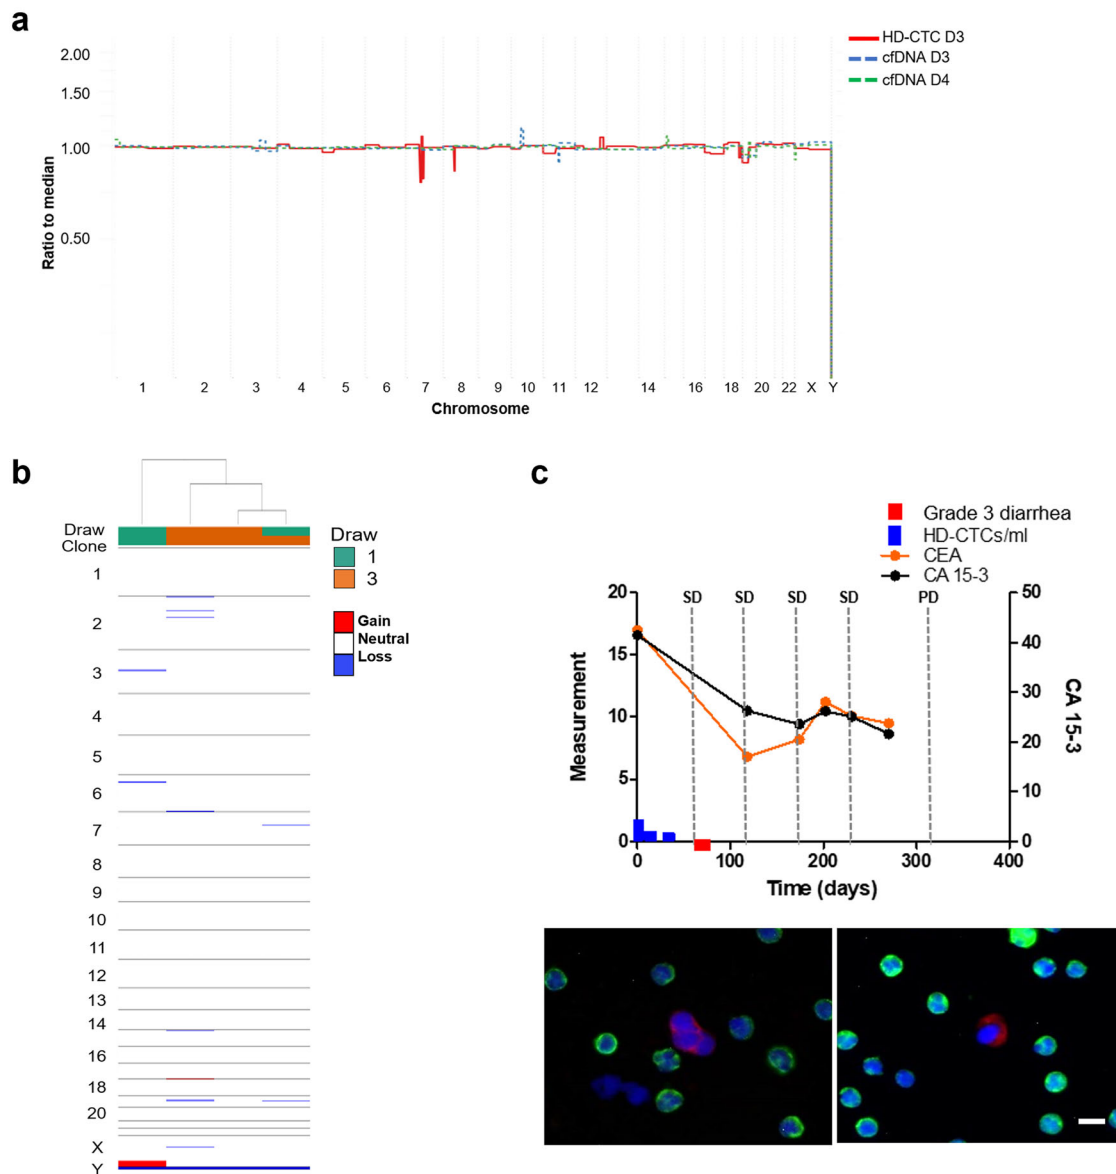 a
HD-CTC D3
cfDNA D3
cfDNA D4
2.00
1.50
1.00
0.50
Ratio to median
1 2 3 4 5 6 7 8 9 10 11 12 14 16 18 20 22 X Y
Chromosome
b
Draw
Clone
1
2
3
4
5
6
7
8
9
10
11
12
13
14
16
18
20
X
Y
Draw
1
3
Gain
Neutral
Loss
c
Grade 3 diarrhea
HD-CTCs/ml
CEA
CA 15-3
SD SD SD SD PD
20
15
10
5
0
Measurement
50
40
30
20
10
0
CA 15-3
0 100 200 300 400
Time (days)